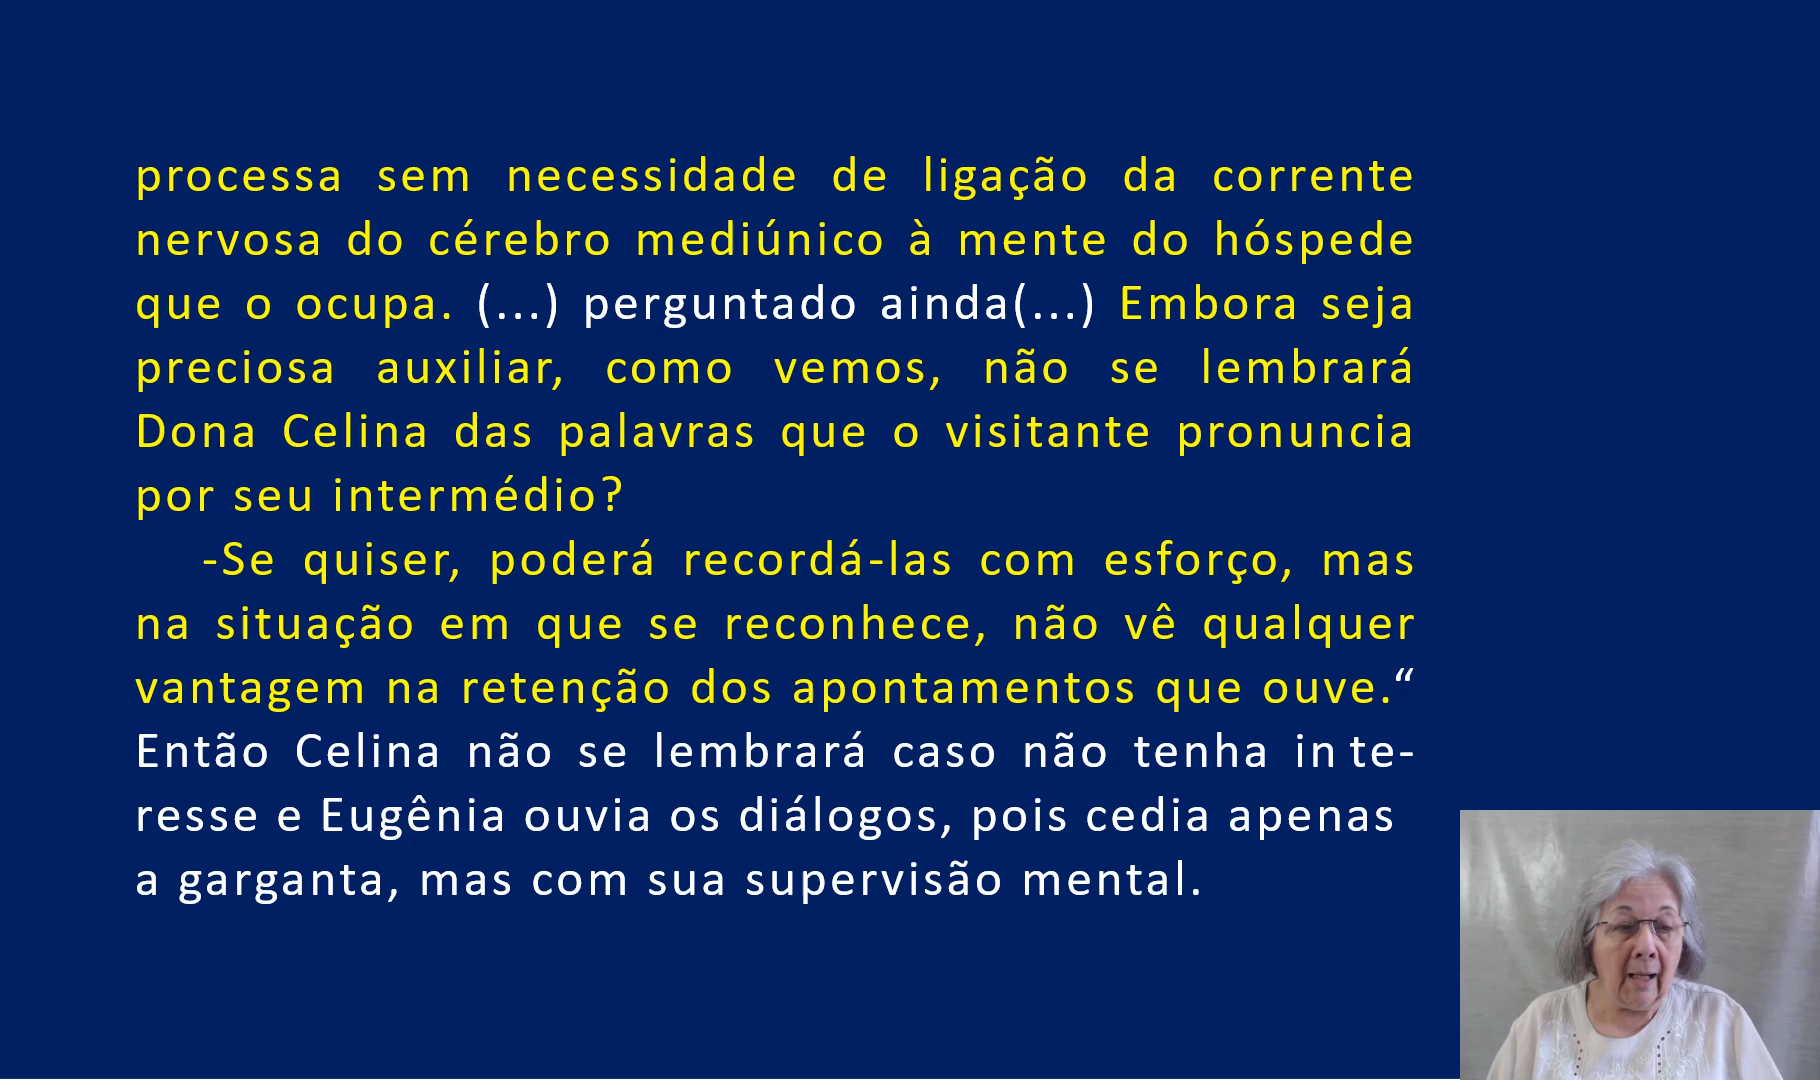 processa sem necessidade de ligação da corrente
nervosa do cérebro mediúnico à mente do hóspede
que o ocupa. (...) perguntado ainda(...) Embora seja
preciosa auxiliar, como vemos, não se lembrará
Dona Celina das palavras que o visitante pronuncia
por seu intermédio?
-Se quiser, poderá recordá-las com esforço, mas
na situação em que se reconhece, não vê qualquer
vantagem na retenção dos apontamentos que ouve.“
Então Celina não se lembrará caso não tenha in te-
resse e Eugênia ouvia os diálogos, pois cedia apenas
a garganta, mas com sua supervisão mental.